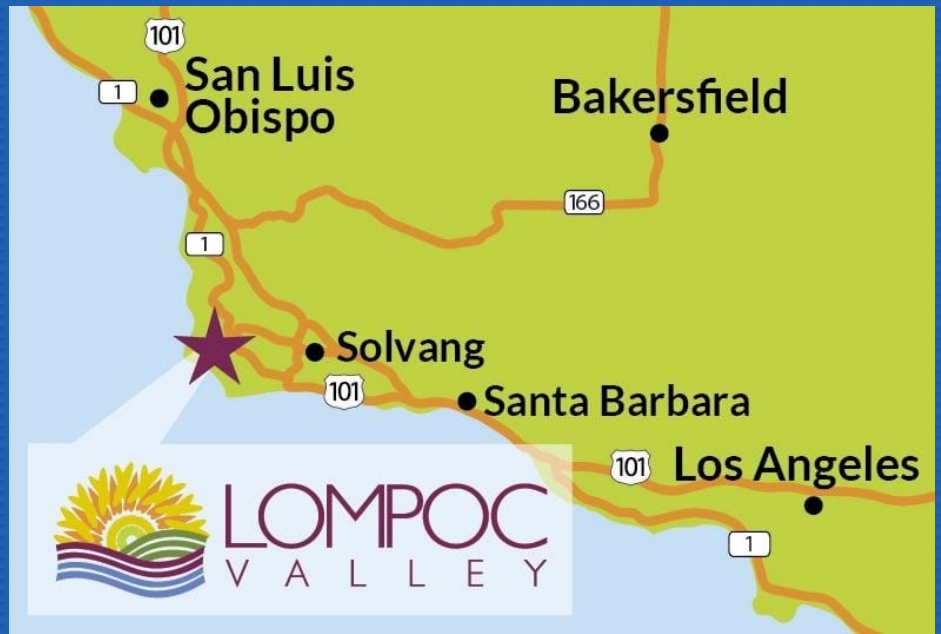 101
San Luis
Obispo
1
Bakersfield
166
1
Solvang
101
Santa Barbara
101
Los Angeles
1
LOMPOC
VALLEY